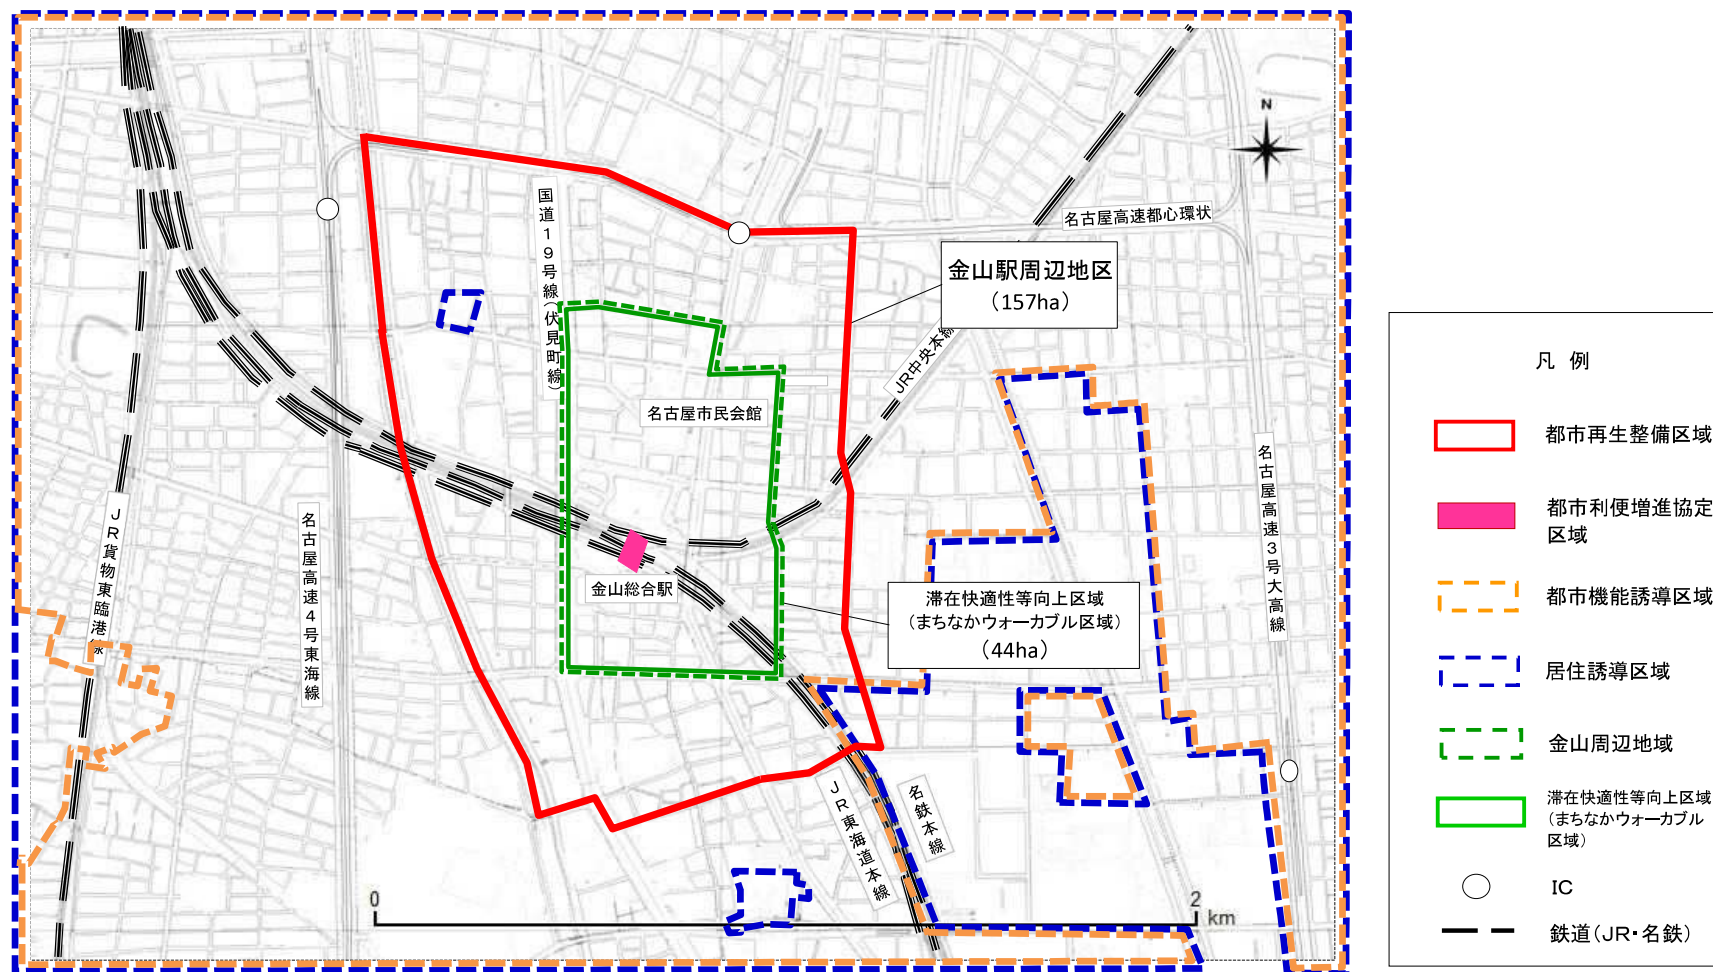 N
名古屋高速都心環状
国道19号線(伏見町線)
金山駅周辺地区
(157ha)
JR中央本線
名古屋市民会館
名古屋高速3号大高線
JR貨物東臨港線
名古屋高速4号東海線
金山総合駅
滞在快適性等向上区域
(まちなかウォーカブル区域)
(44ha)
JR東海道本線
名鉄本線
0
2
km
凡 例
都市再生整備区域
都市利便増進協定
区域
都市機能誘導区域
居住誘導区域
金山周辺地域
滞在快適性等向上区域
(まちなかウォーカブル
区域)
IC
鉄道(JR・名鉄)